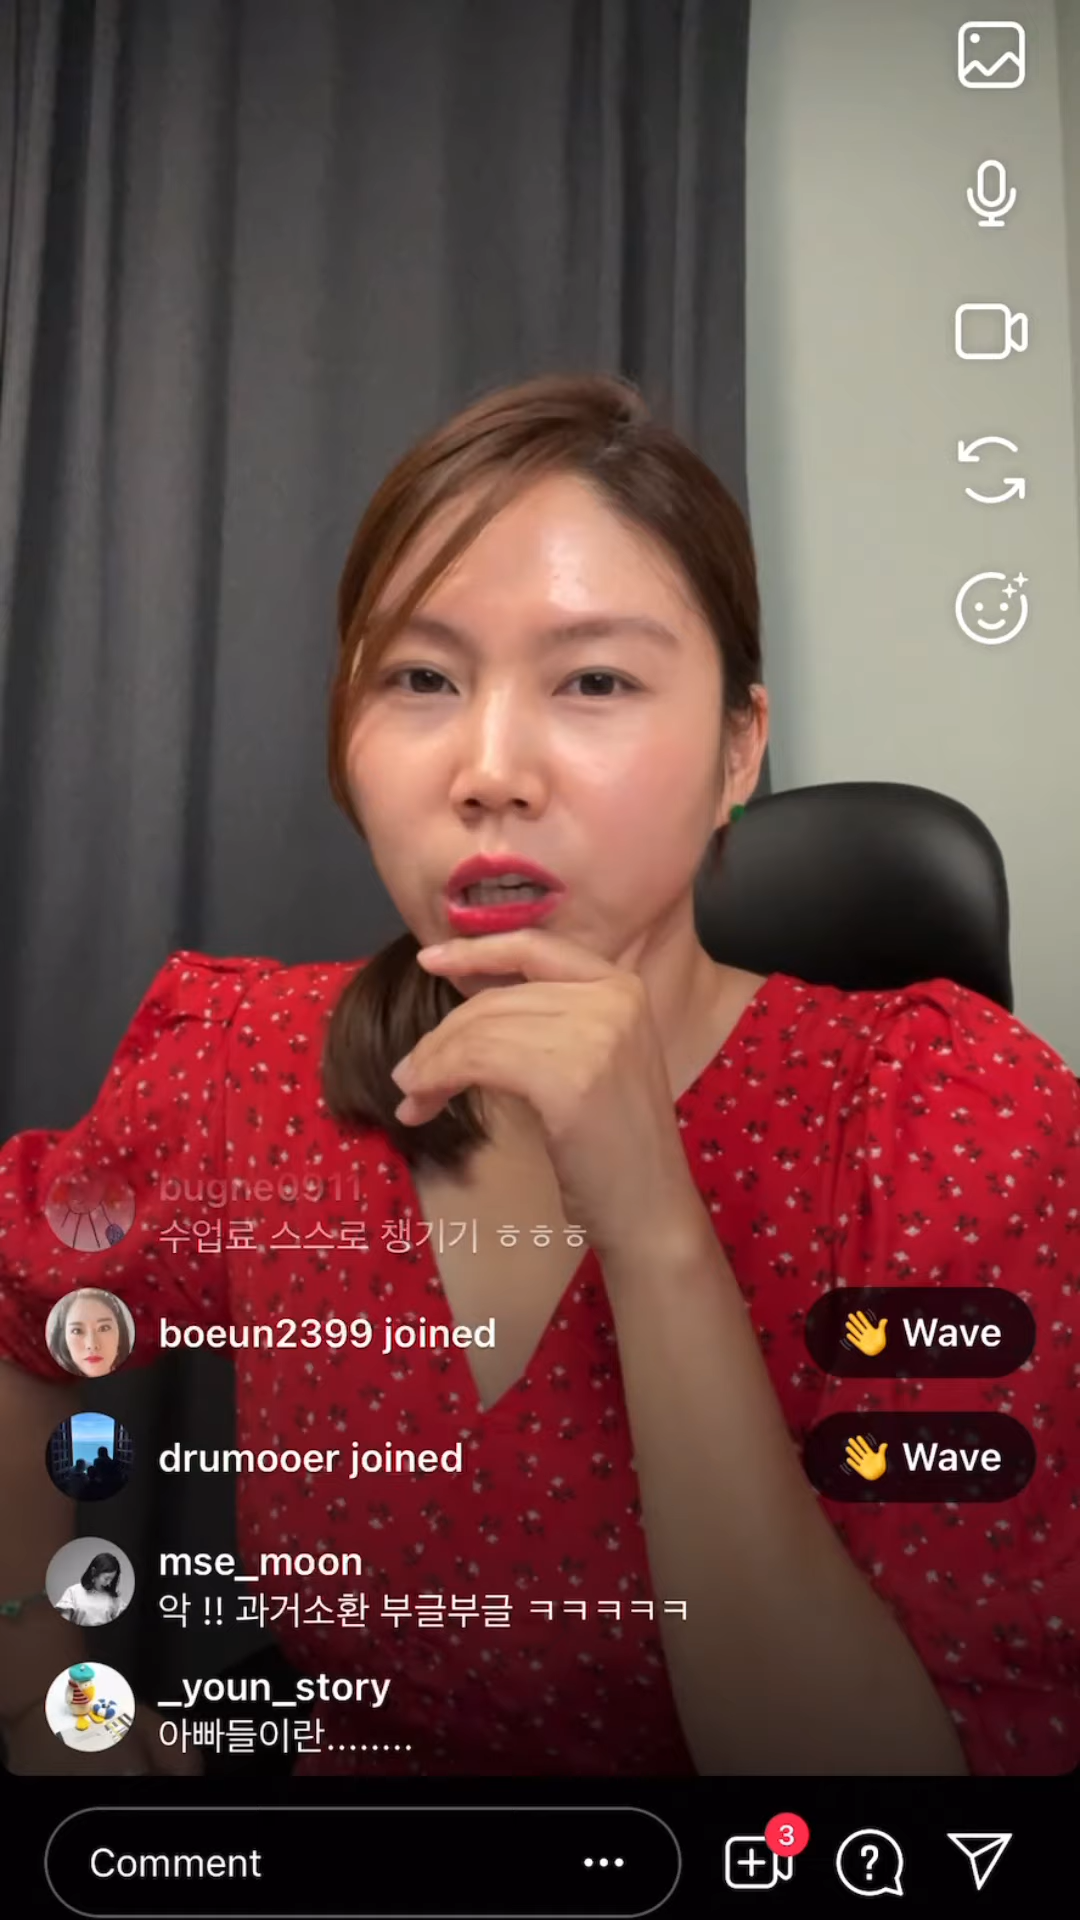 bugne0911
수업료 스스로 챙기기 ㅎㅎㅎ
boeun2399 joined
👋 Wave
drumooer joined
👋 Wave
mse_moon
악 !! 과거소환 부글부글 ㅋㅋㅋㅋㅋ
_youn_story
아빠들이란........
Comment
3